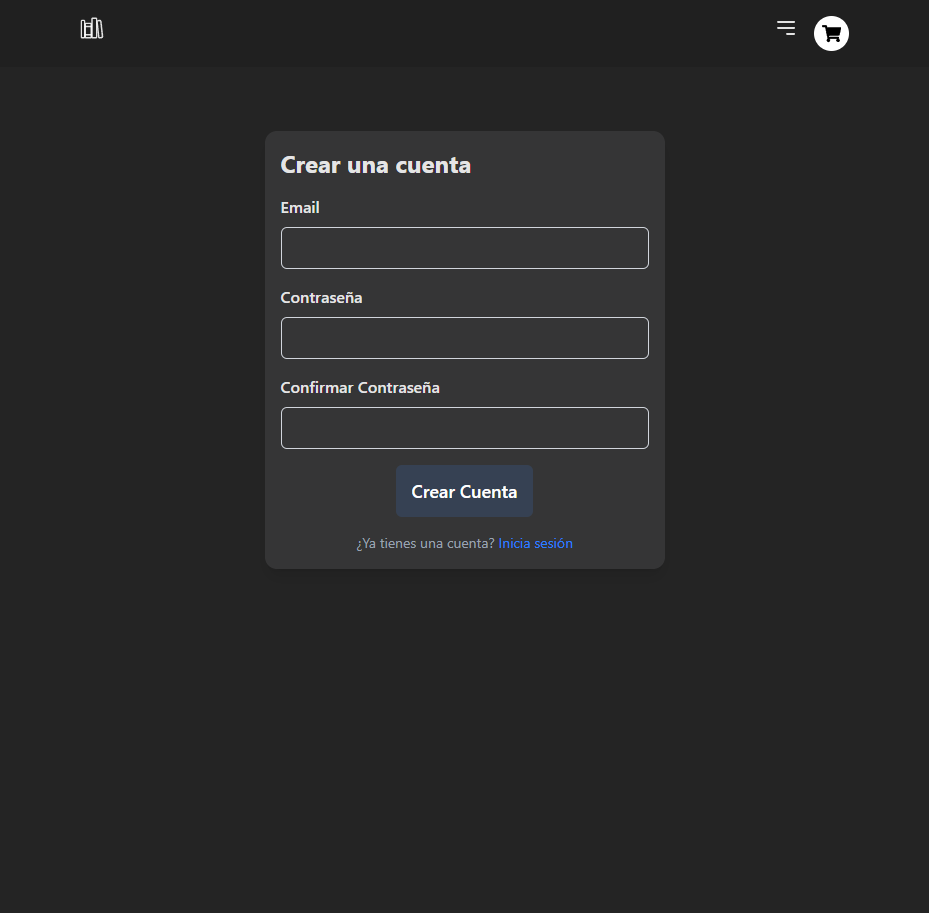 Crear una cuenta
Email
Contraseña
Confirmar Contraseña
Crear Cuenta
¿Ya tienes una cuenta? Inicia sesión